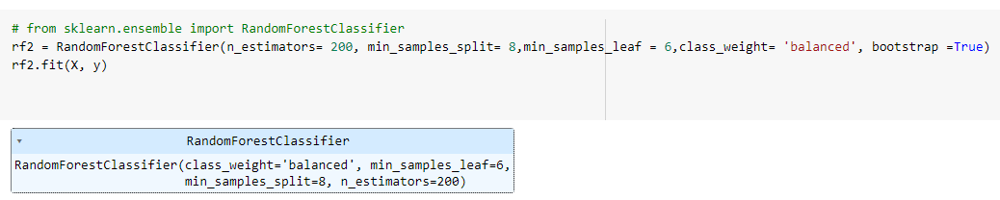 # from sklearn.ensemble import RandomForestClassifier
rf2 = RandomForestClassifier(n_estimators= 200, min_samples_split= 8,min_samples_leaf = 6,class_weight= 'balanced', bootstrap =True)
rf2.fit(X, y)
RandomForestClassifier
RandomForestClassifier(class_weight='balanced', min_samples_leaf=6,
min_samples_split=8, n_estimators=200)